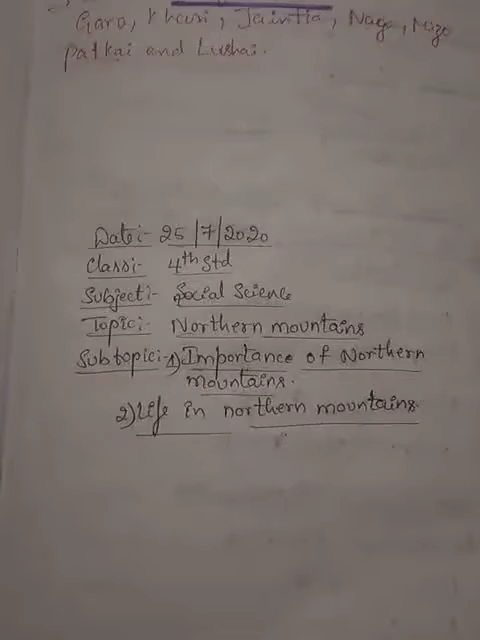 Garo, Khasi, Jaintia, Naga, Mizo
Patkai and Lushai.
Date:- 25/7/2020
Class:- 4th Std
Subject:- Social Science
Topic:- Northern mountains
Subtopic:- 1) Importance of Northern
mountains.
2) Life in northern mountains.